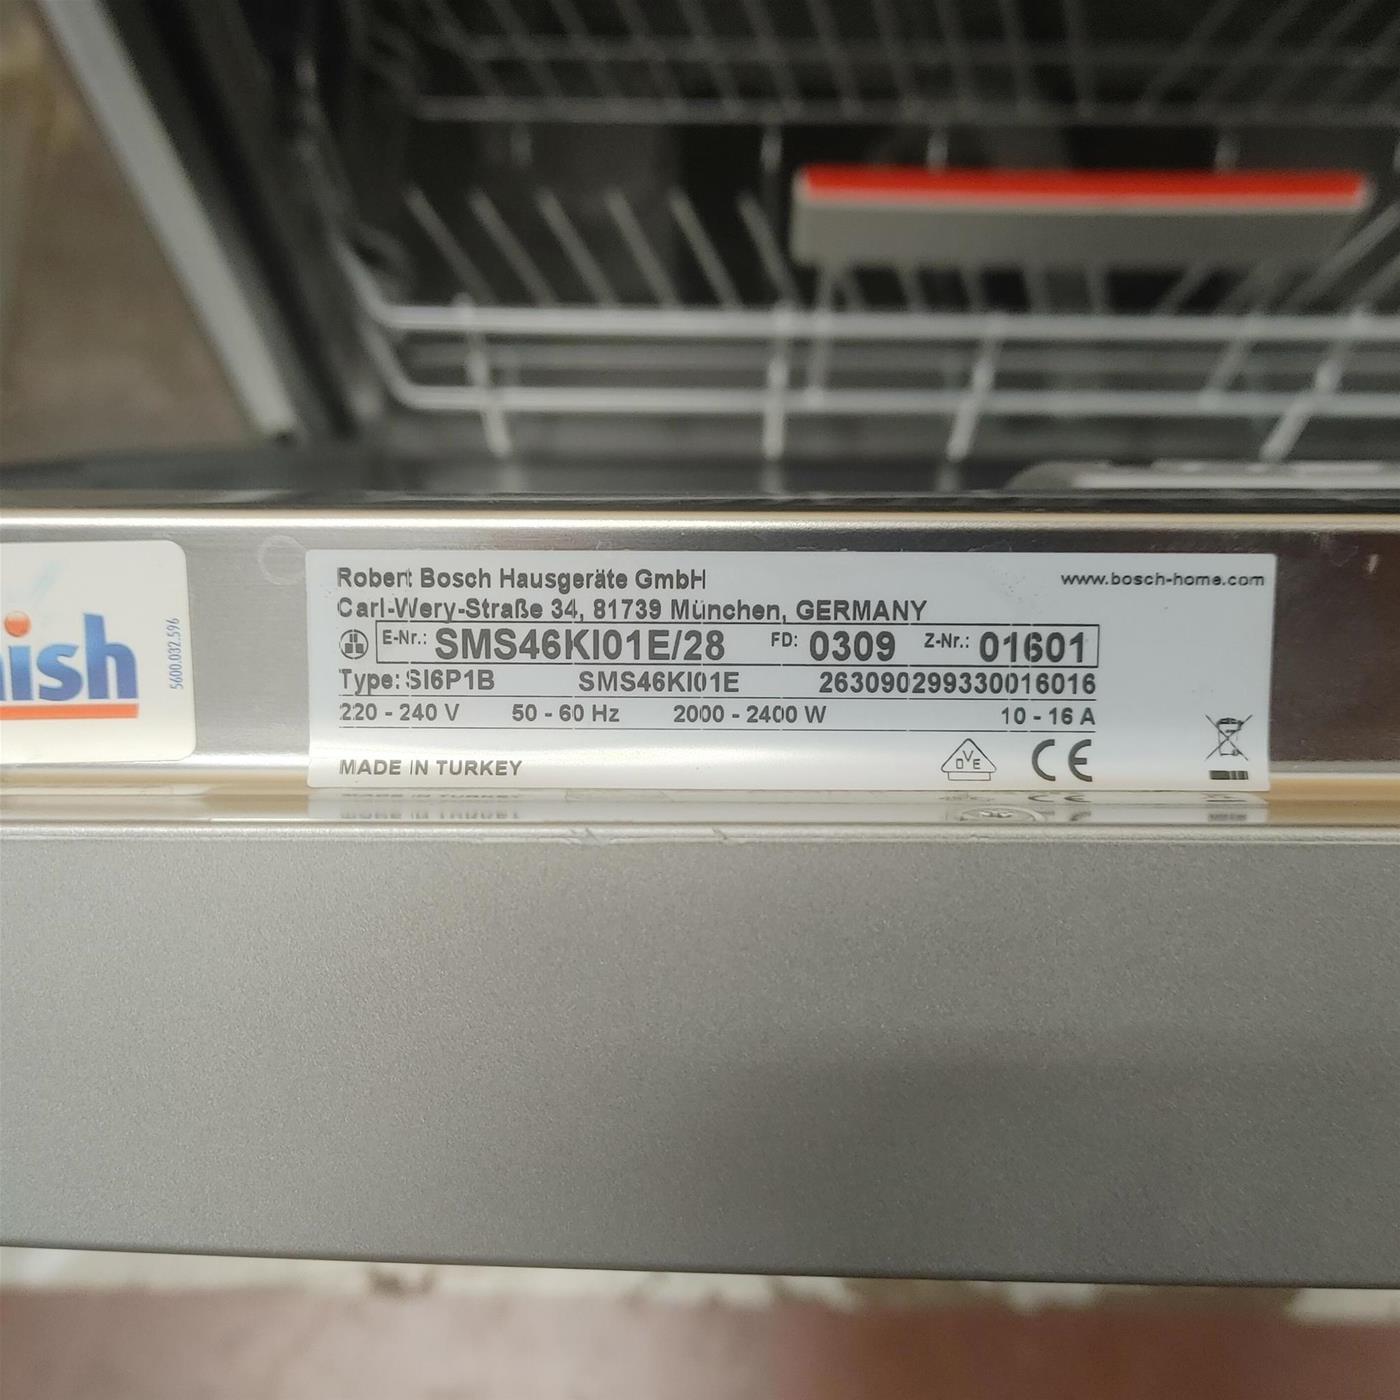 ish
5600.032.596
Robert Bosch Hausgeräte GmbH
www.bosch-home.com
Carl-Wery-Straße 34, 81739 München, GERMANY
E-Nr.: SMS46KI01E/28 FD: 0309 Z-Nr.: 01601
Type: SI6P1B SMS46KI01E 263090299330016016
220 - 240 V 50 - 60 Hz 2000 - 2400 W 10 - 16 A
MADE IN TURKEY
DVE CE